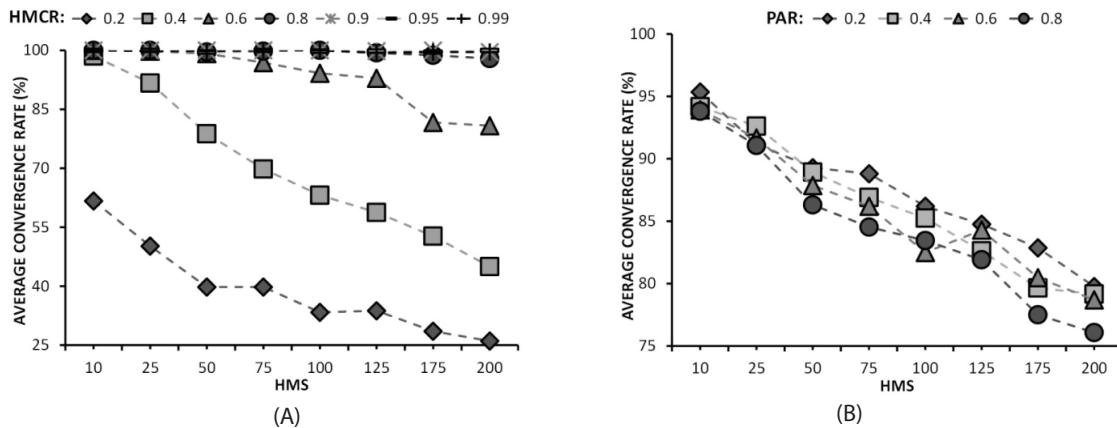 HMCR: 0.2 0.4 0.6 0.8 0.9 0.95 0.99
AVERAGE CONVERGENCE RATE (%)
100
85
70
55
40
25
10 25 50 75 100 125 175 200
HMS
(A)
PAR: 0.2 0.4 0.6 0.8
AVERAGE CONVERGENCE RATE (%)
100
95
90
85
80
75
10 25 50 75 100 125 175 200
HMS
(B)